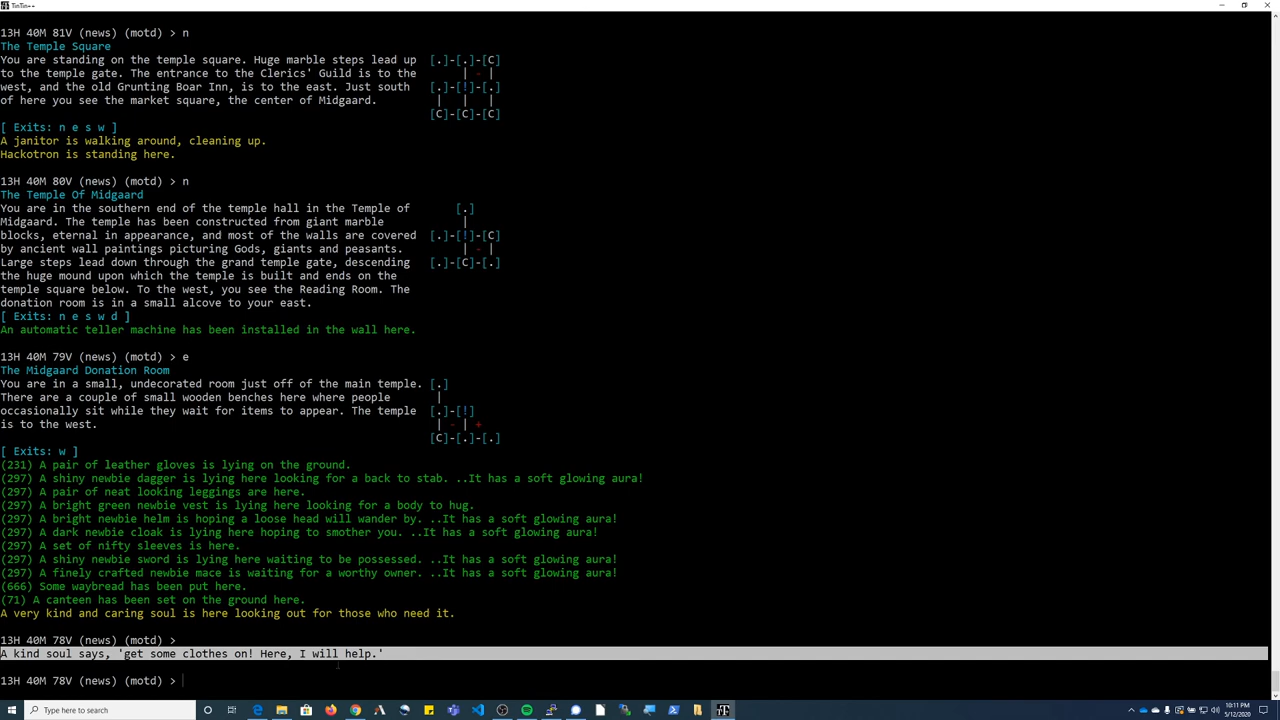 TinTin++
13H 40M 81V (news) (motd) > n
The Temple Square
You are standing on the temple square. Huge marble steps lead up [.]-[.]-[C]
to the temple gate. The entrance to the Clerics' Guild is to the | - |
west, and the old Grunting Boar Inn, is to the east. Just south [.]-[!]-[.]
of here you see the market square, the center of Midgaard. | | |
[C]-[C]-[C]
[ Exits: n e s w ]
A janitor is walking around, cleaning up.
Hackotron is standing here.
13H 40M 80V (news) (motd) > n
The Temple Of Midgaard
You are in the southern end of the temple hall in the Temple of [.]
Midgaard. The temple has been constructed from giant marble |
blocks, eternal in appearance, and most of the walls are covered [.]-[!]-[C]
by ancient wall paintings picturing Gods, giants and peasants. | - |
Large steps lead down through the grand temple gate, descending [.]-[C]-[.]
the huge mound upon which the temple is built and ends on the
temple square below. To the west, you see the Reading Room. The
donation room is in a small alcove to your east.
[ Exits: n e s w d ]
An automatic teller machine has been installed in the wall here.
13H 40M 79V (news) (motd) > e
The Midgaard Donation Room
You are in a small, undecorated room just off of the main temple. [.]
There are a couple of small wooden benches here where people |
occasionally sit while they wait for items to appear. The temple [.]-[!]
is to the west. | - | +
[C]-[.]-[.]
[ Exits: w ]
(231) A pair of leather gloves is lying on the ground.
(297) A shiny newbie dagger is lying here looking for a back to stab. ..It has a soft glowing aura!
(297) A pair of neat looking leggings are here.
(297) A bright green newbie vest is lying here looking for a body to hug.
(297) A bright newbie helm is hoping a loose head will wander by. ..It has a soft glowing aura!
(297) A dark newbie cloak is lying here hoping to smother you. ..It has a soft glowing aura!
(297) A set of nifty sleeves is here.
(297) A shiny newbie sword is lying here waiting to be possessed. ..It has a soft glowing aura!
(297) A finely crafted newbie mace is waiting for a worthy owner. ..It has a soft glowing aura!
(666) Some waybread has been put here.
(71) A canteen has been set on the ground here.
A very kind and caring soul is here looking out for those who need it.
13H 40M 78V (news) (motd) >
A kind soul says, 'get some clothes on! Here, I will help.'
13H 40M 78V (news) (motd) >
Type here to search
10:11 PM
5/12/2020